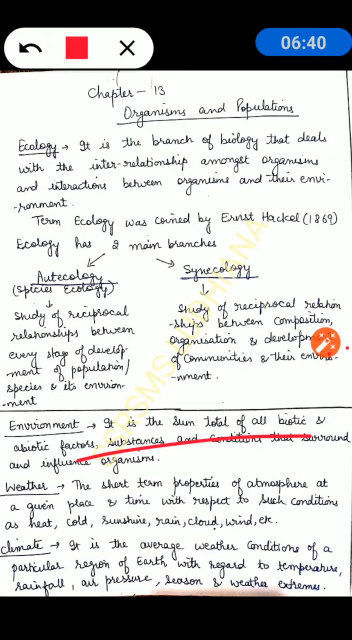 06:40
Chapter - 13
Organisms and Populations
Ecology → It is the branch of biology that deals
with the inter-relationship amongst organisms
and interactions between organisms and their envi-
-ronment.
Term Ecology was coined by Ernst Hackel (1869)
Ecology has 2 main branches
Autecology
(Species Ecology)
Study of reciprocal
relationships between
every stage of develop-
-ment of population/
species & its environ-
-ment
Synecology
Study of reciprocal relation
-ships between composition,
organisation & developm
of communities & their enviro-
-nment.
Environment → It is the sum total of all biotic &
abiotic factors, substances and conditions that surround
and influence organisms.
Weather → The short term properties of atmosphere at
a given place & time with respect to such conditions
as heat, cold, sunshine, rain, cloud, wind, etc.
Climate → It is the average weather conditions of a
particular region of Earth with regard to temperature,
rainfall, air pressure, season & weather extremes.